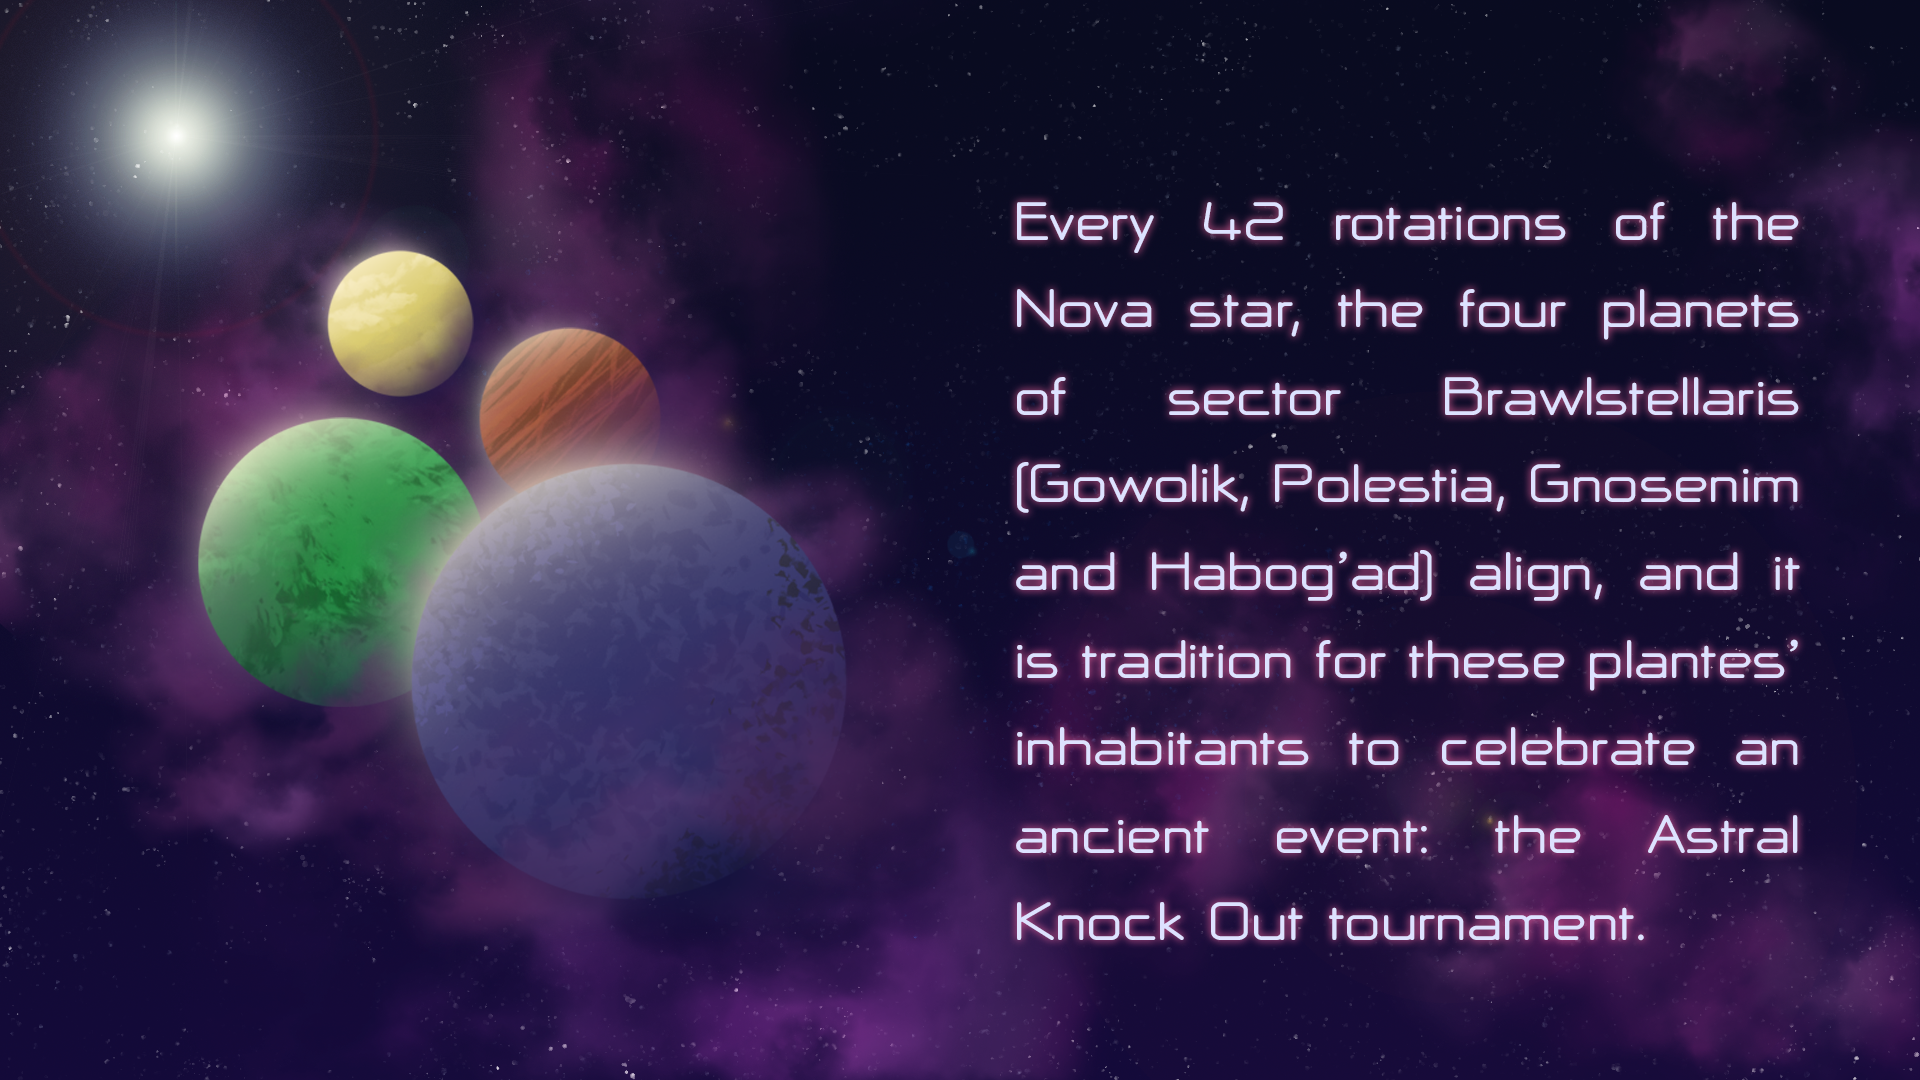 Every 42 rotations of the
Nova star, the four planets
of sector Brawlstellaris
(Gowolik, Polestia, Gnosenim
and Habog’ad) align, and it
is tradition for these plantes’
inhabitants to celebrate an
ancient event: the Astral
Knock Out tournament.